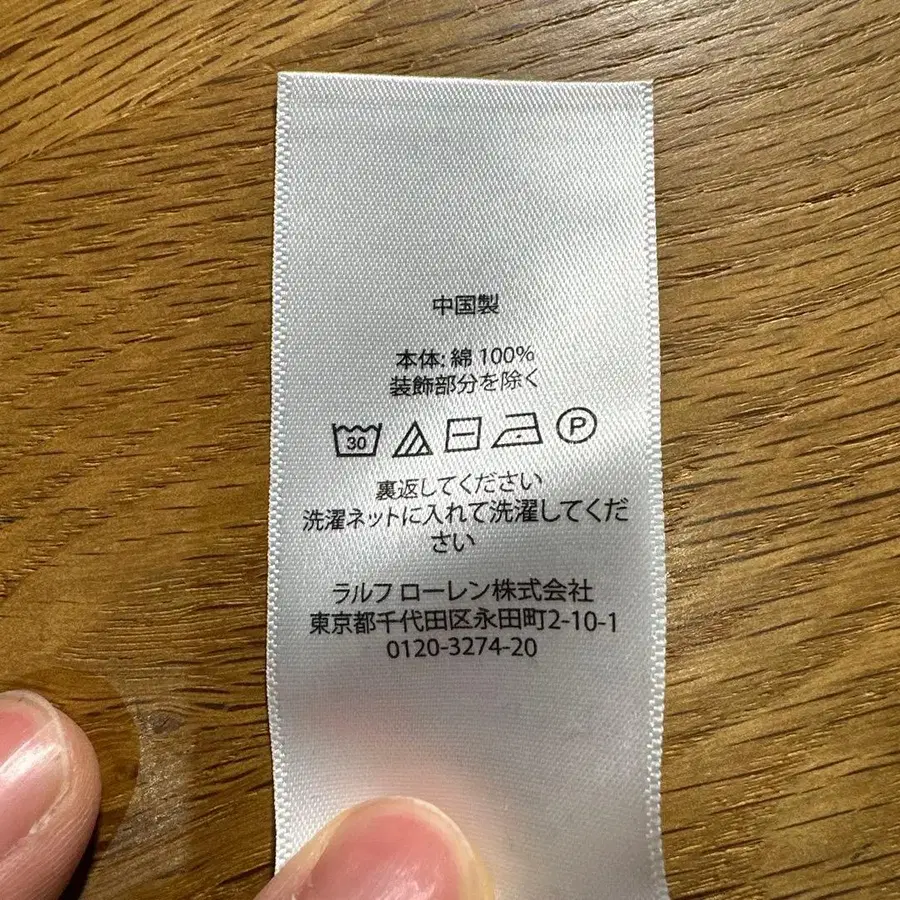 中国製
本体: 綿 100%
装飾部分を除く
30 P
裏返してください
洗濯ネットに入れて洗濯してくだ
さい
ラルフ ローレン株式会社
東京都千代田区永田町2-10-1
0120-3274-20